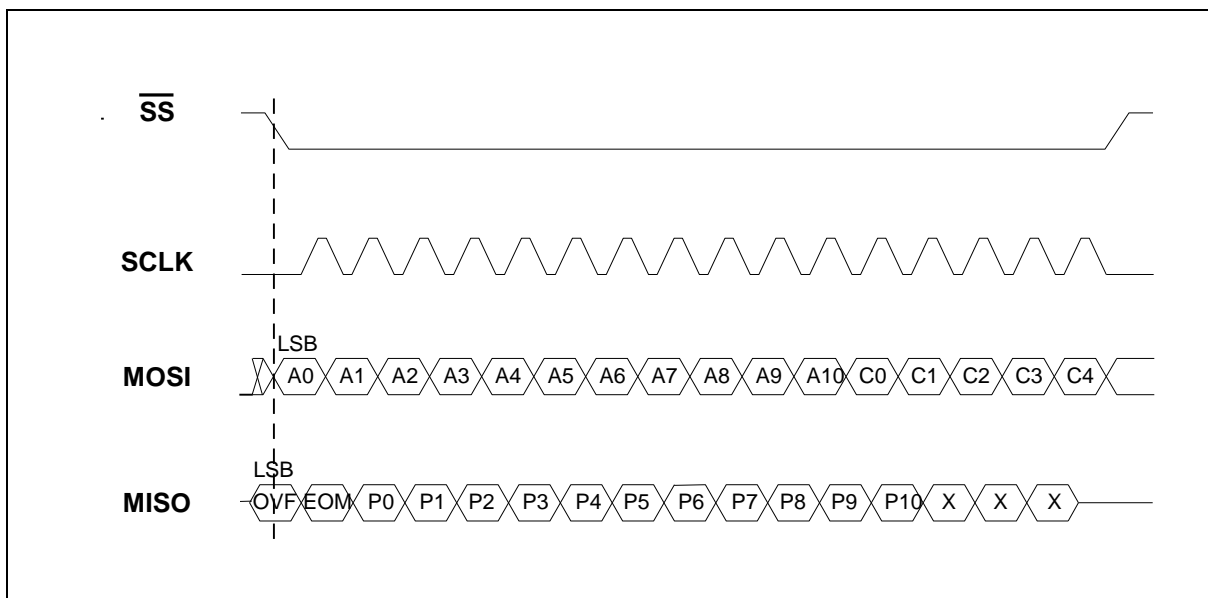 SS
SCLK
LSB
MOSI A0 A1 A2 A3 A4 A5 A6 A7 A8 A9 A10 C0 C1 C2 C3 C4
LSB
MISO OVF EOM P0 P1 P2 P3 P4 P5 P6 P7 P8 P9 P10 X X X